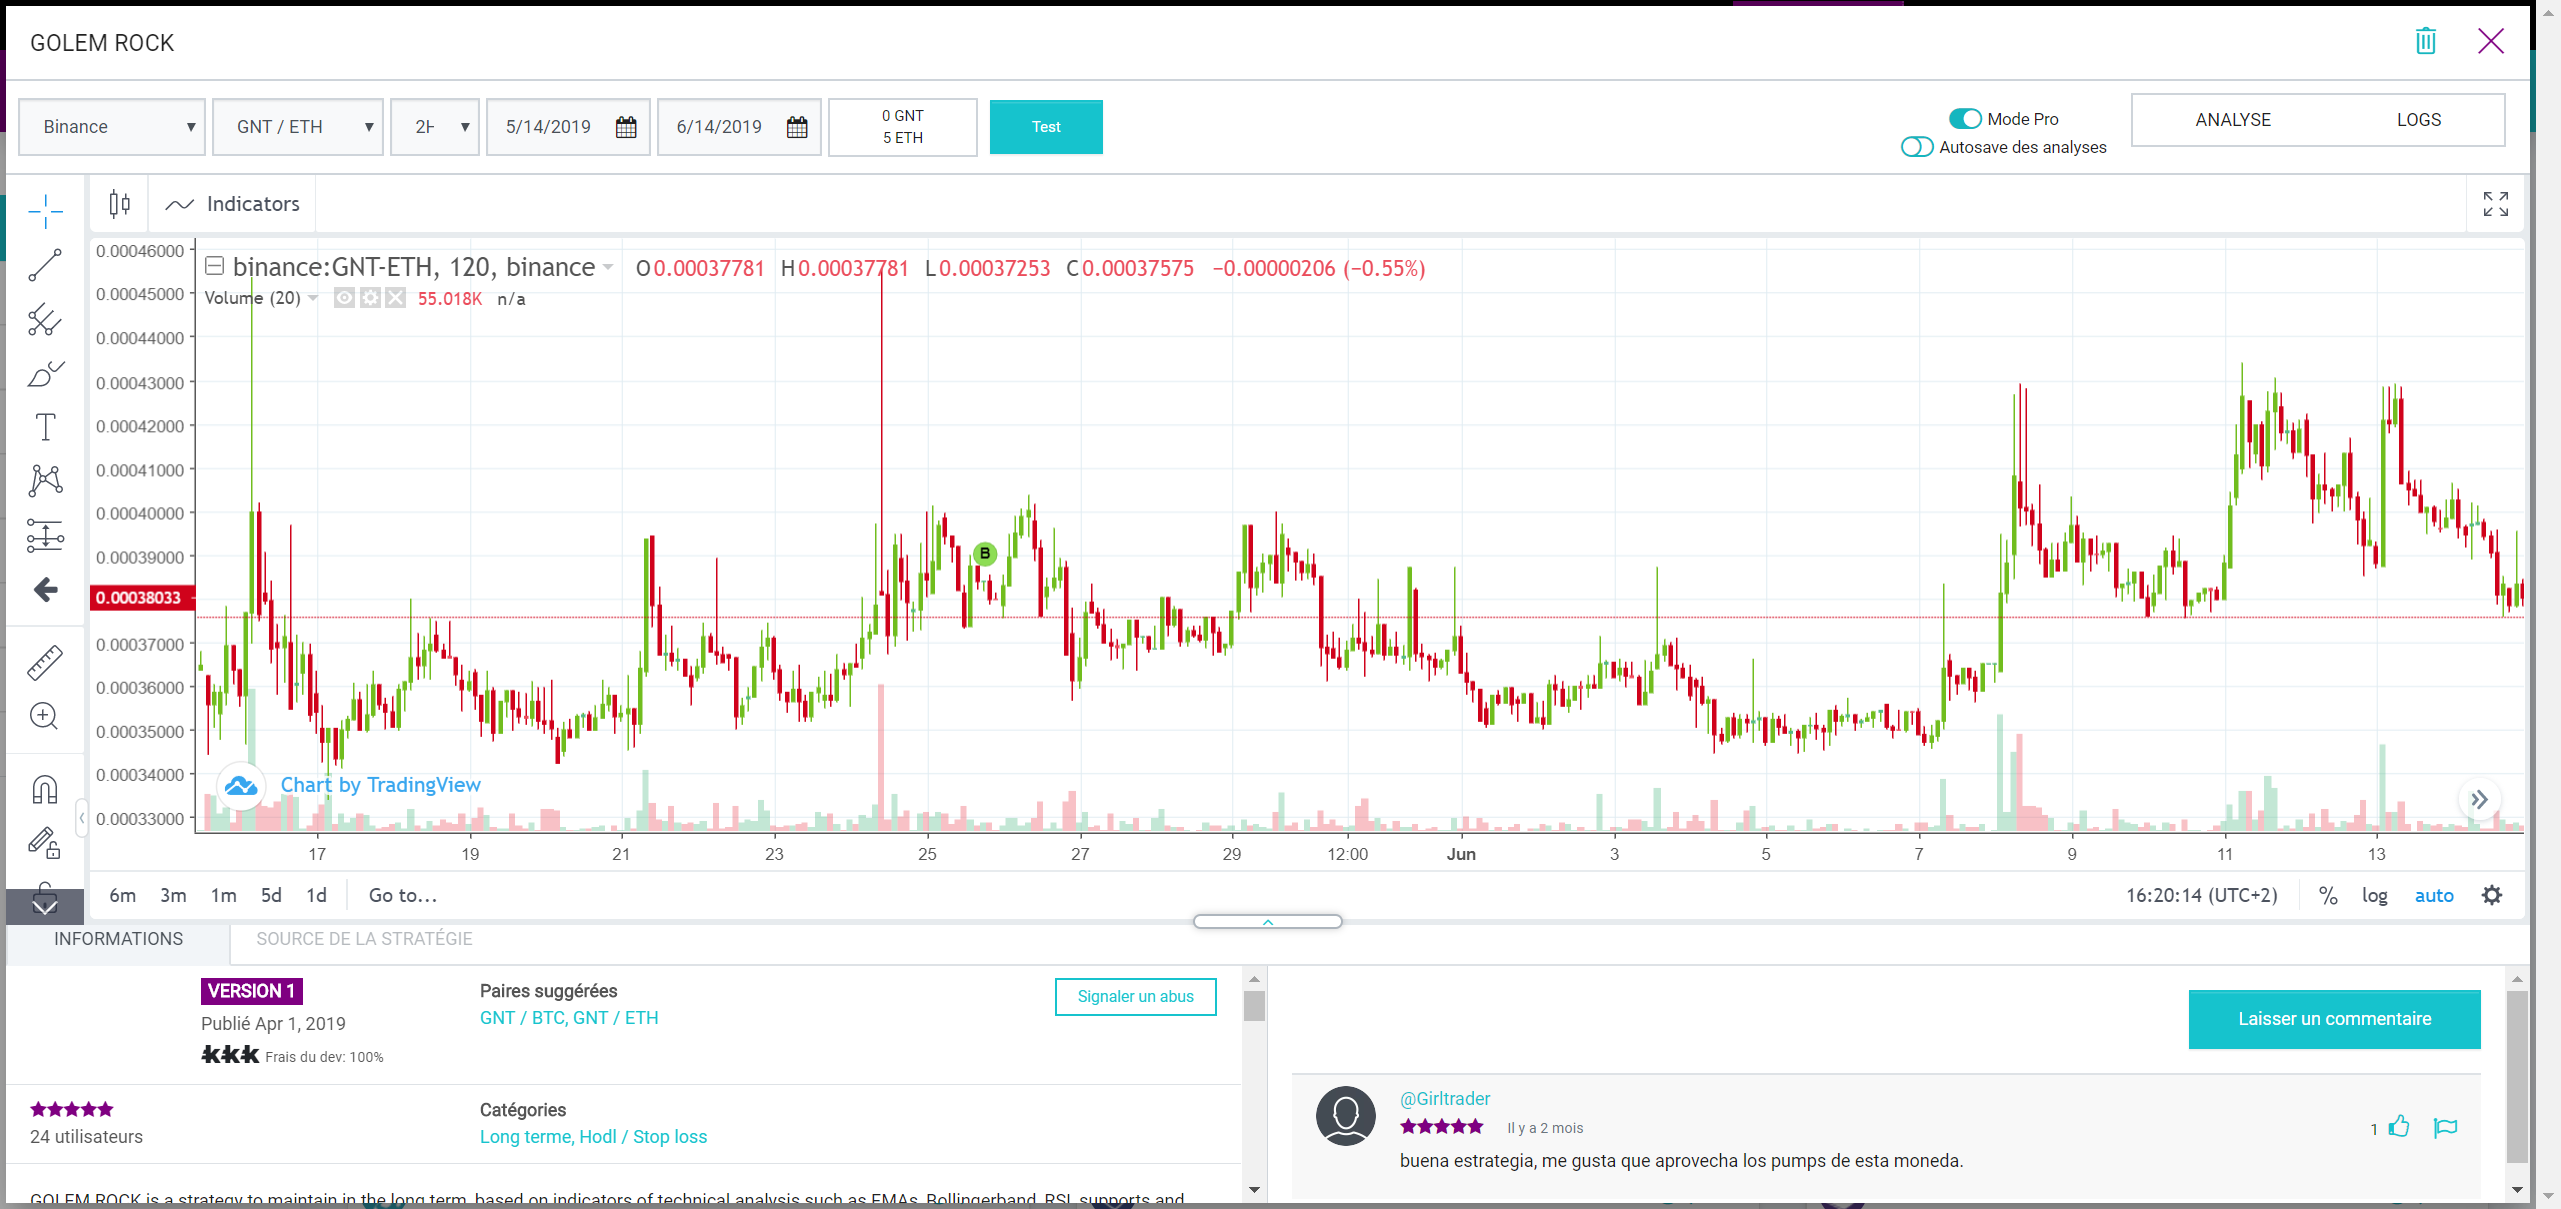 GOLEM ROCK
Binance
GNT / ETH
5/14/2019
6/14/2019
0 GNT
5 ETH
Test
Mode Pro
Autosave des analyses
ANALYSE
LOGS
Indicators
binance:GNT-ETH, 120, binance O0.00037781 H0.00037781 L0.00037253 C0.00037575 −0.00000206 (−0.55%)
Volume (20) 55.018K n/a
0.00046000
0.00045000
0.00044000
0.00043000
0.00042000
0.00041000
0.00040000
0.00039000
0.00038033
0.00037000
0.00036000
0.00035000
0.00034000
0.00033000
B
Chart by TradingView
17 19 21 23 25 27 29 12:00 Jun 3 5 7 9 11 13
6m 3m 1m 5d 1d Go to...
16:20:14 (UTC+2) % log auto
INFORMATIONS
SOURCE DE LA STRATÉGIE
VERSION 1
Publié Apr 1, 2019
Frais du dev: 100%
Paires suggérées
GNT / BTC, GNT / ETH
Signaler un abus
24 utilisateurs
Catégories
Long terme, Hodl / Stop loss
GOLEM ROCK is a strategy to maintain in the long term, based on indicators of technical analysis such as EMAs, Bollingerband, RSI, supports and
Laisser un commentaire
@Girltrader
Il y a 2 mois
1
buena estrategia, me gusta que aprovecha los pumps de esta moneda.